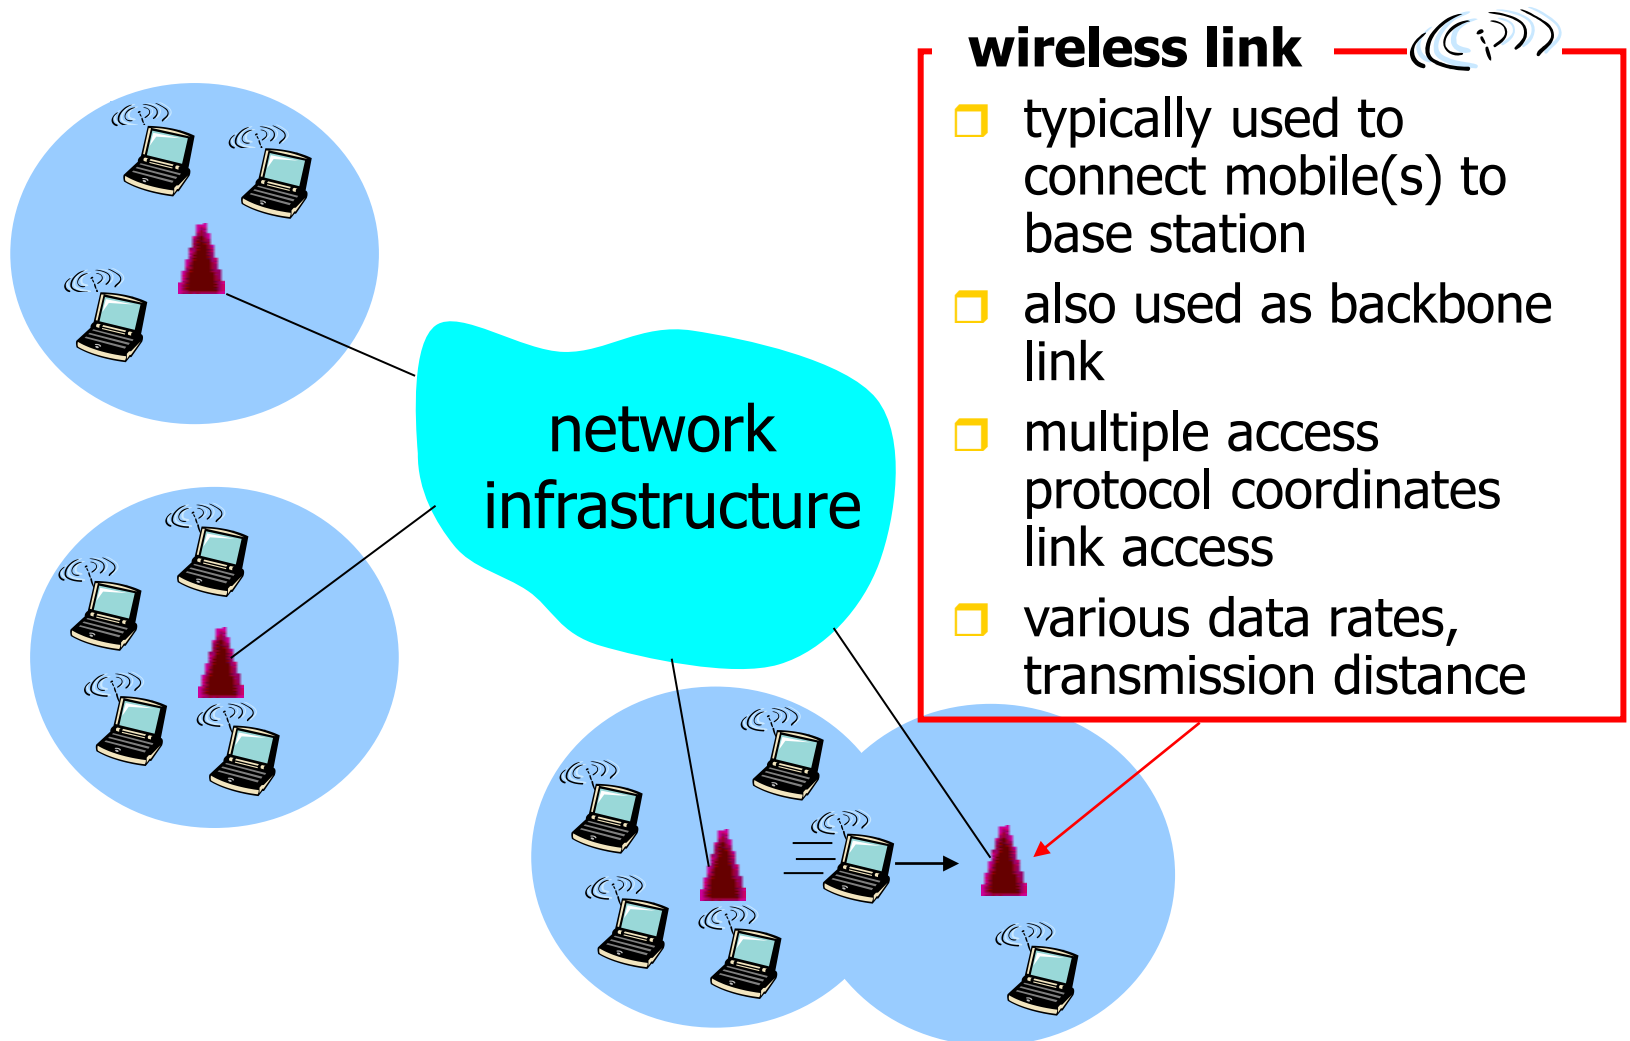 wireless link
typically used to
connect mobile(s) to
base station
also used as backbone
link
multiple access
protocol coordinates
link access
various data rates,
transmission distance
network
infrastructure